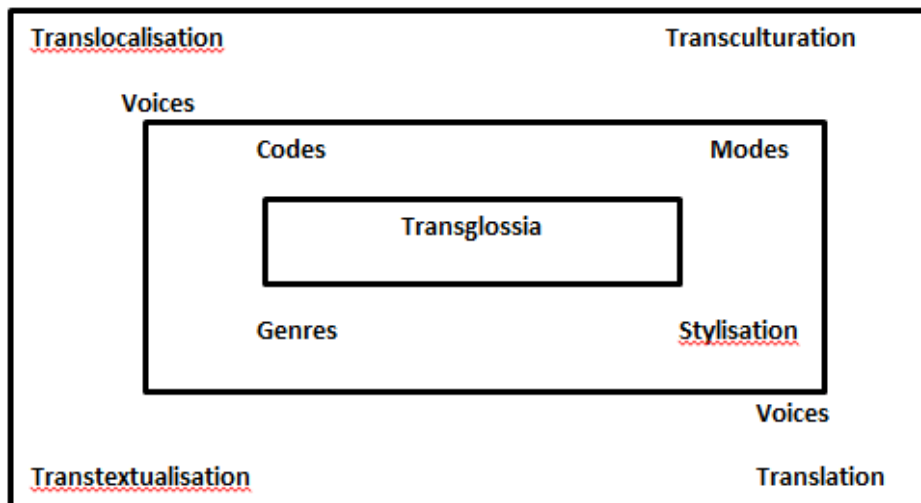 Translocalisation Transculturation
Voices
Codes Modes
Transglossia
Genres Stylisation
Voices
Transtextualisation Translation